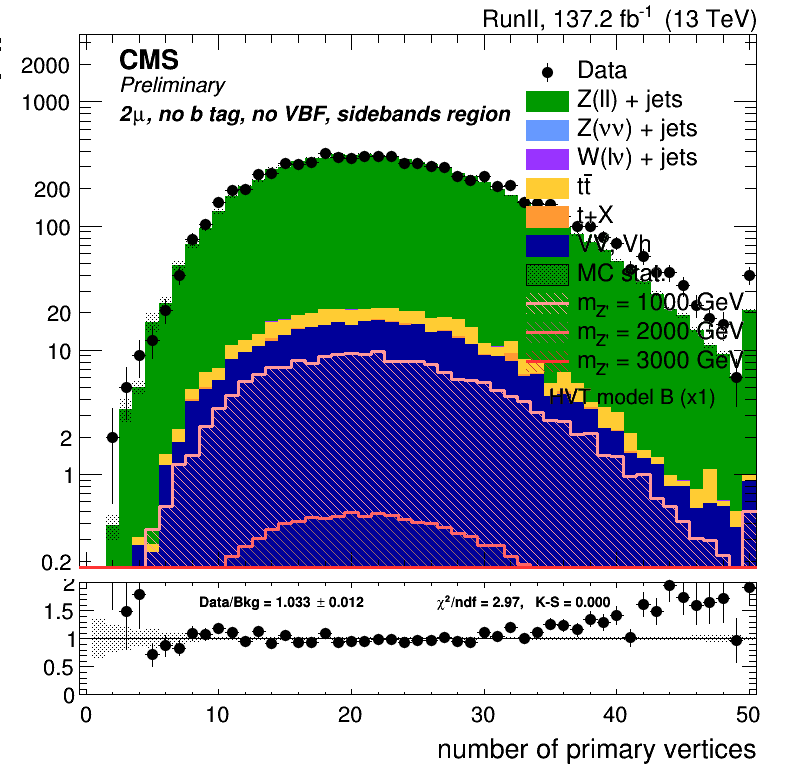 RunII, 137.2 fb⁻¹ (13 TeV)
CMS
Preliminary
2μ, no b tag, no VBF, sidebands region
Data
Z(ll) + jets
Z(νν) + jets
W(lν) + jets
tt̄
t+X
VV, Vh
MC stat.
m_Z' = 1000 GeV
m_Z' = 2000 GeV
m_Z' = 3000 GeV
HVT model B (x1)
2000
1000
200
100
20
10
2
1
0.2
Data/Bkg = 1.033 ± 0.012
χ²/ndf = 2.97, K-S = 0.000
2
1.5
1
0.5
0
0 10 20 30 40 50
number of primary vertices